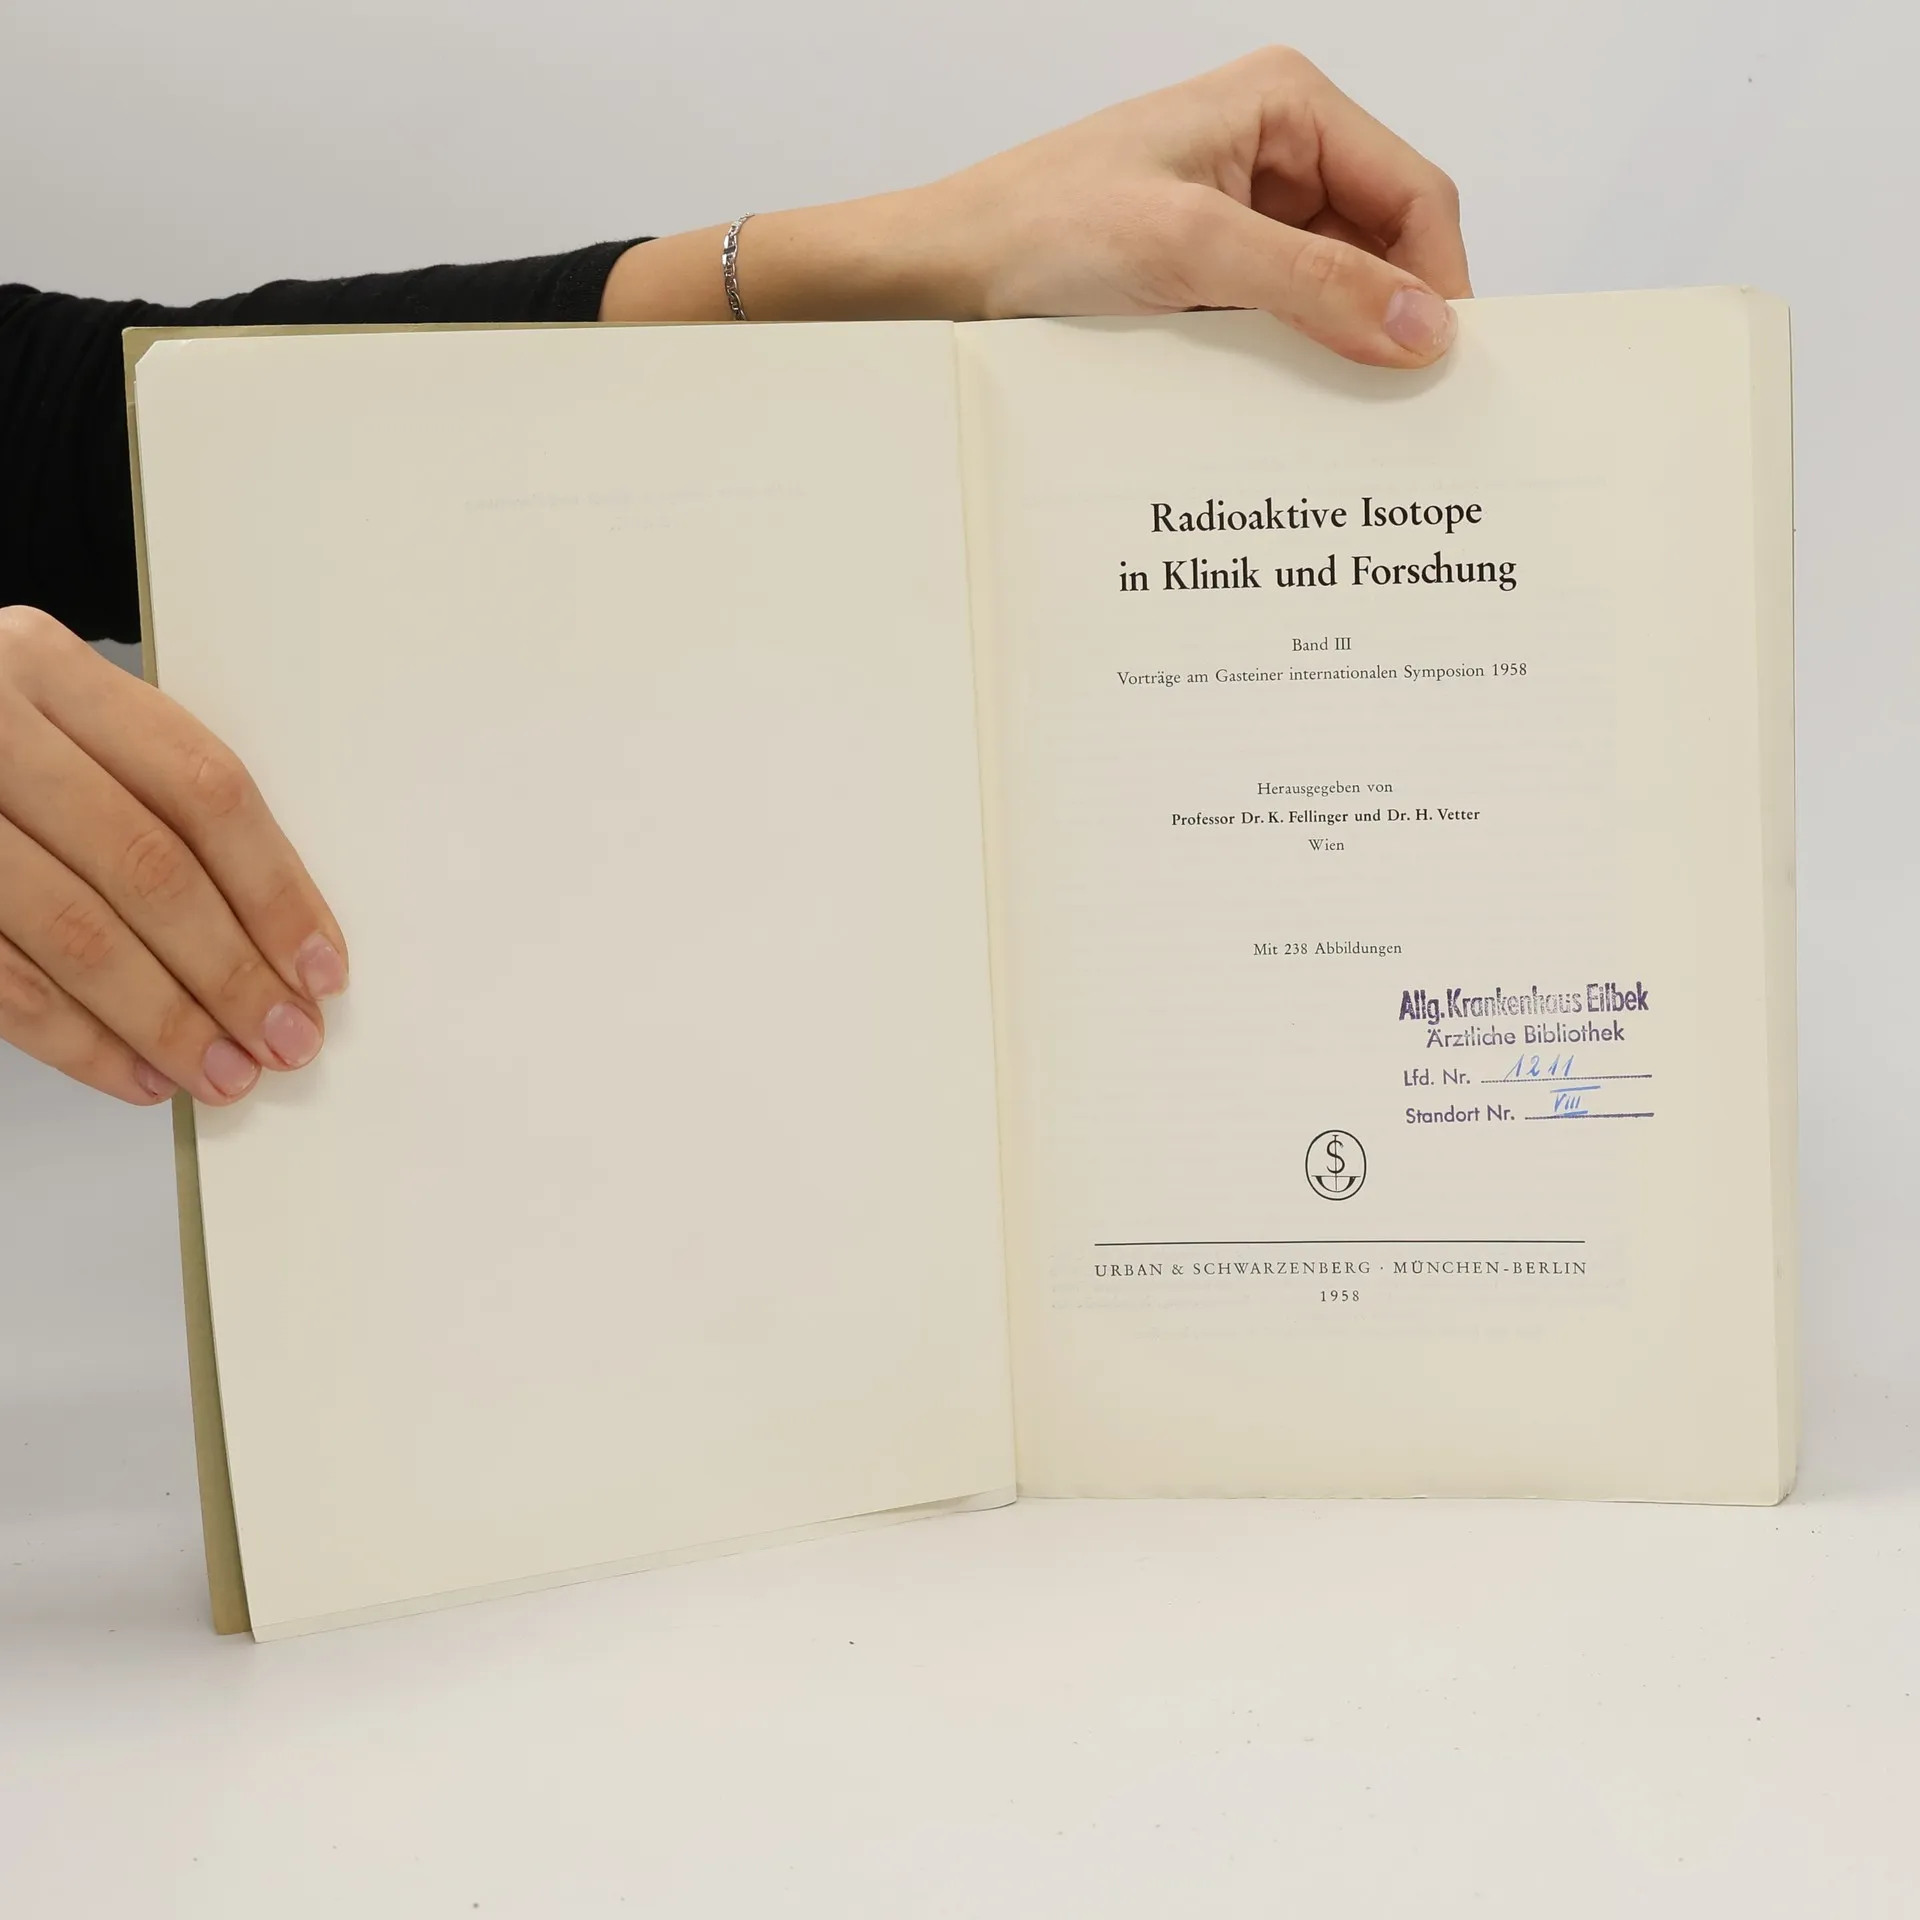 Radioaktive Isotope
in Klinik und Forschung
Band III
Vorträge am Gasteiner internationalen Symposion 1958
Herausgegeben von
Professor Dr. K. Fellinger und Dr. H. Vetter
Wien
Mit 238 Abbildungen
Allg. Krankenhaus Eilbek
Ärztliche Bibliothek
Lfd. Nr. 1211
Standort Nr. VIII
URBAN & SCHWARZENBERG · MÜNCHEN-BERLIN
1958